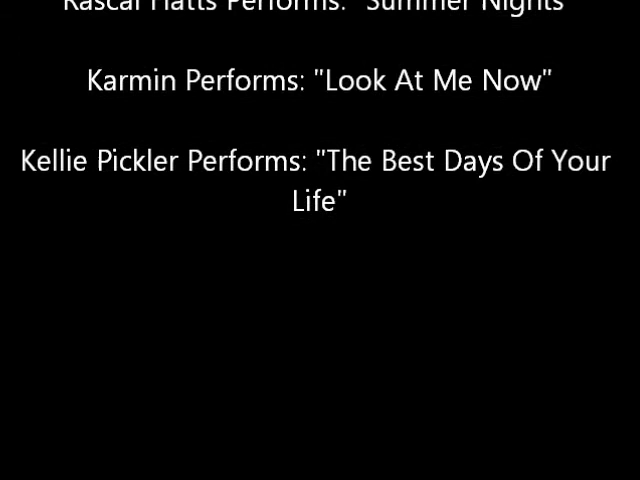 Rascal Flatts Performs: "Summer Nights"
Karmin Performs: "Look At Me Now"
Kellie Pickler Performs: "The Best Days Of Your
Life"